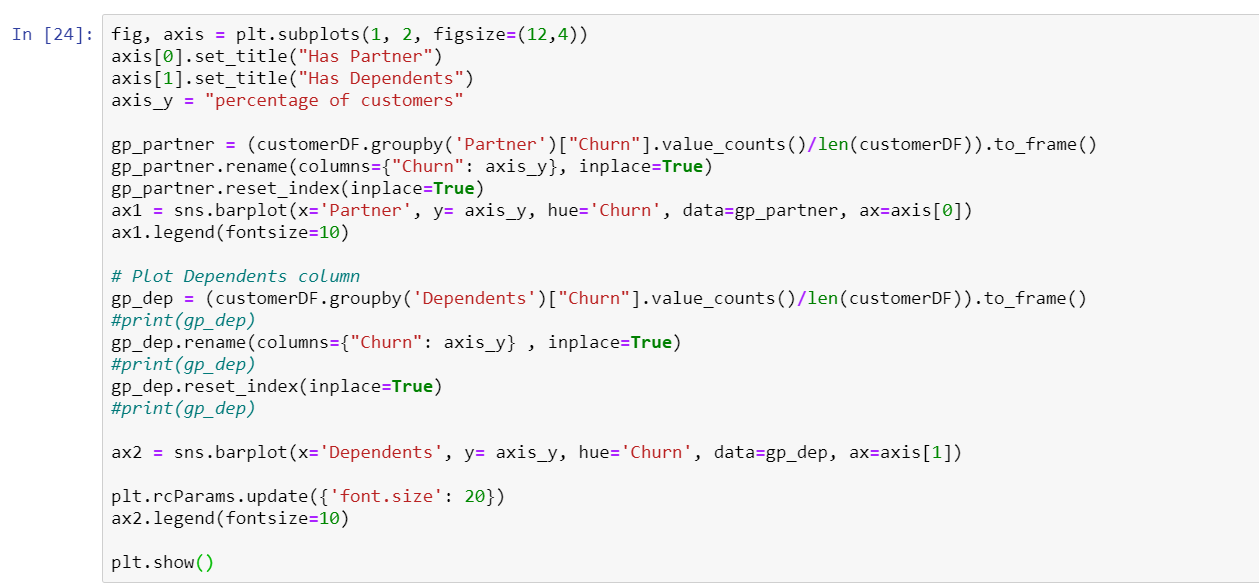 In [24]: fig, axis = plt.subplots(1, 2, figsize=(12,4))
axis[0].set_title("Has Partner")
axis[1].set_title("Has Dependents")
axis_y = "percentage of customers"

gp_partner = (customerDF.groupby('Partner')["Churn"].value_counts()/len(customerDF)).to_frame()
gp_partner.rename(columns={"Churn": axis_y}, inplace=True)
gp_partner.reset_index(inplace=True)
ax1 = sns.barplot(x='Partner', y= axis_y, hue='Churn', data=gp_partner, ax=axis[0])
ax1.legend(fontsize=10)

# Plot Dependents column
gp_dep = (customerDF.groupby('Dependents')["Churn"].value_counts()/len(customerDF)).to_frame()
#print(gp_dep)
gp_dep.rename(columns={"Churn": axis_y} , inplace=True)
#print(gp_dep)
gp_dep.reset_index(inplace=True)
#print(gp_dep)

ax2 = sns.barplot(x='Dependents', y= axis_y, hue='Churn', data=gp_dep, ax=axis[1])

plt.rcParams.update({'font.size': 20})
ax2.legend(fontsize=10)

plt.show()